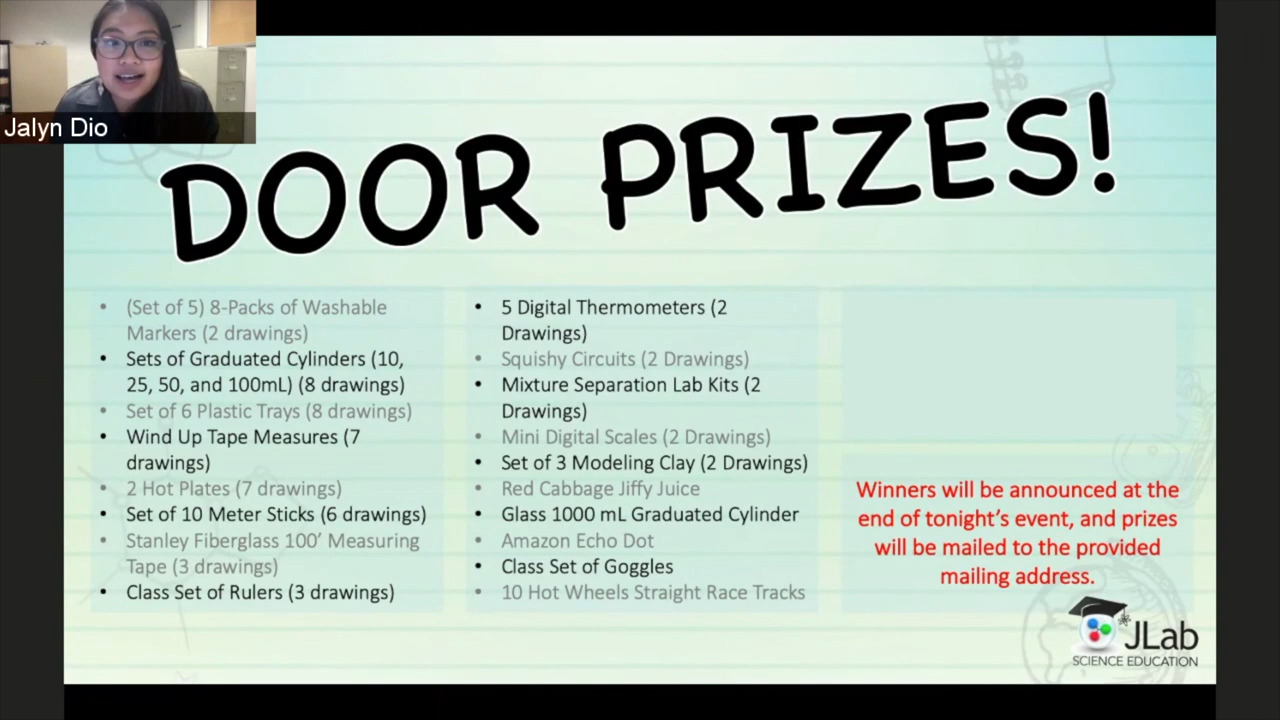 Jalyn Dio
DOOR PRIZES!
• (Set of 5) 8-Packs of Washable
Markers (2 drawings)
• Sets of Graduated Cylinders (10,
25, 50, and 100mL) (8 drawings)
• Set of 6 Plastic Trays (8 drawings)
• Wind Up Tape Measures (7
drawings)
• 2 Hot Plates (7 drawings)
• Set of 10 Meter Sticks (6 drawings)
• Stanley Fiberglass 100’ Measuring
Tape (3 drawings)
• Class Set of Rulers (3 drawings)
• 5 Digital Thermometers (2
Drawings)
• Squishy Circuits (2 Drawings)
• Mixture Separation Lab Kits (2
Drawings)
• Mini Digital Scales (2 Drawings)
• Set of 3 Modeling Clay (2 Drawings)
• Red Cabbage Jiffy Juice
• Glass 1000 mL Graduated Cylinder
• Amazon Echo Dot
• Class Set of Goggles
• 10 Hot Wheels Straight Race Tracks
Winners will be announced at the
end of tonight’s event, and prizes
will be mailed to the provided
mailing address.
JLab
SCIENCE EDUCATION